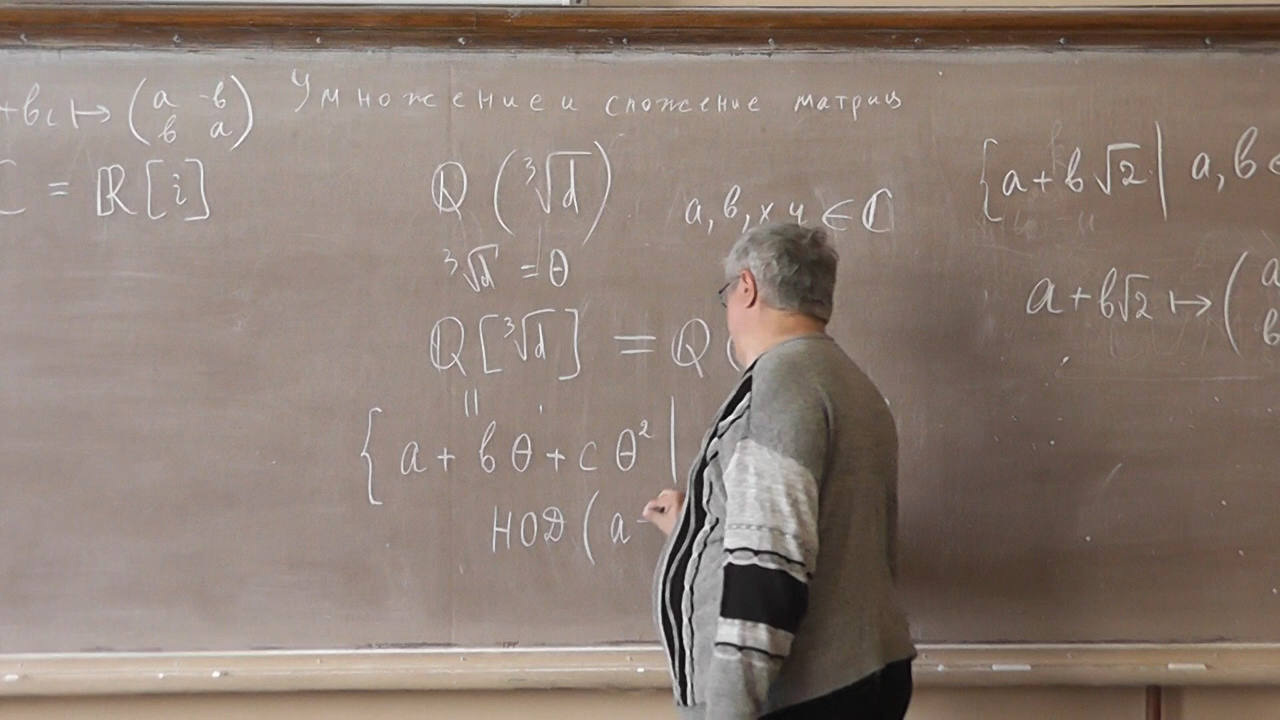 +bi ↦ ( a -b
b a )
= ℝ[i]
Умножение и сложение матриц
ℚ(∛d)
∛d = θ
a, b, x y ∈ ℂ
ℚ[∛d] = ℚ(
||
{ a + bθ + cθ² |
НОД ( a -
{ a + b√2 | a, b ∈
a + b√2 ↦ ( a
b